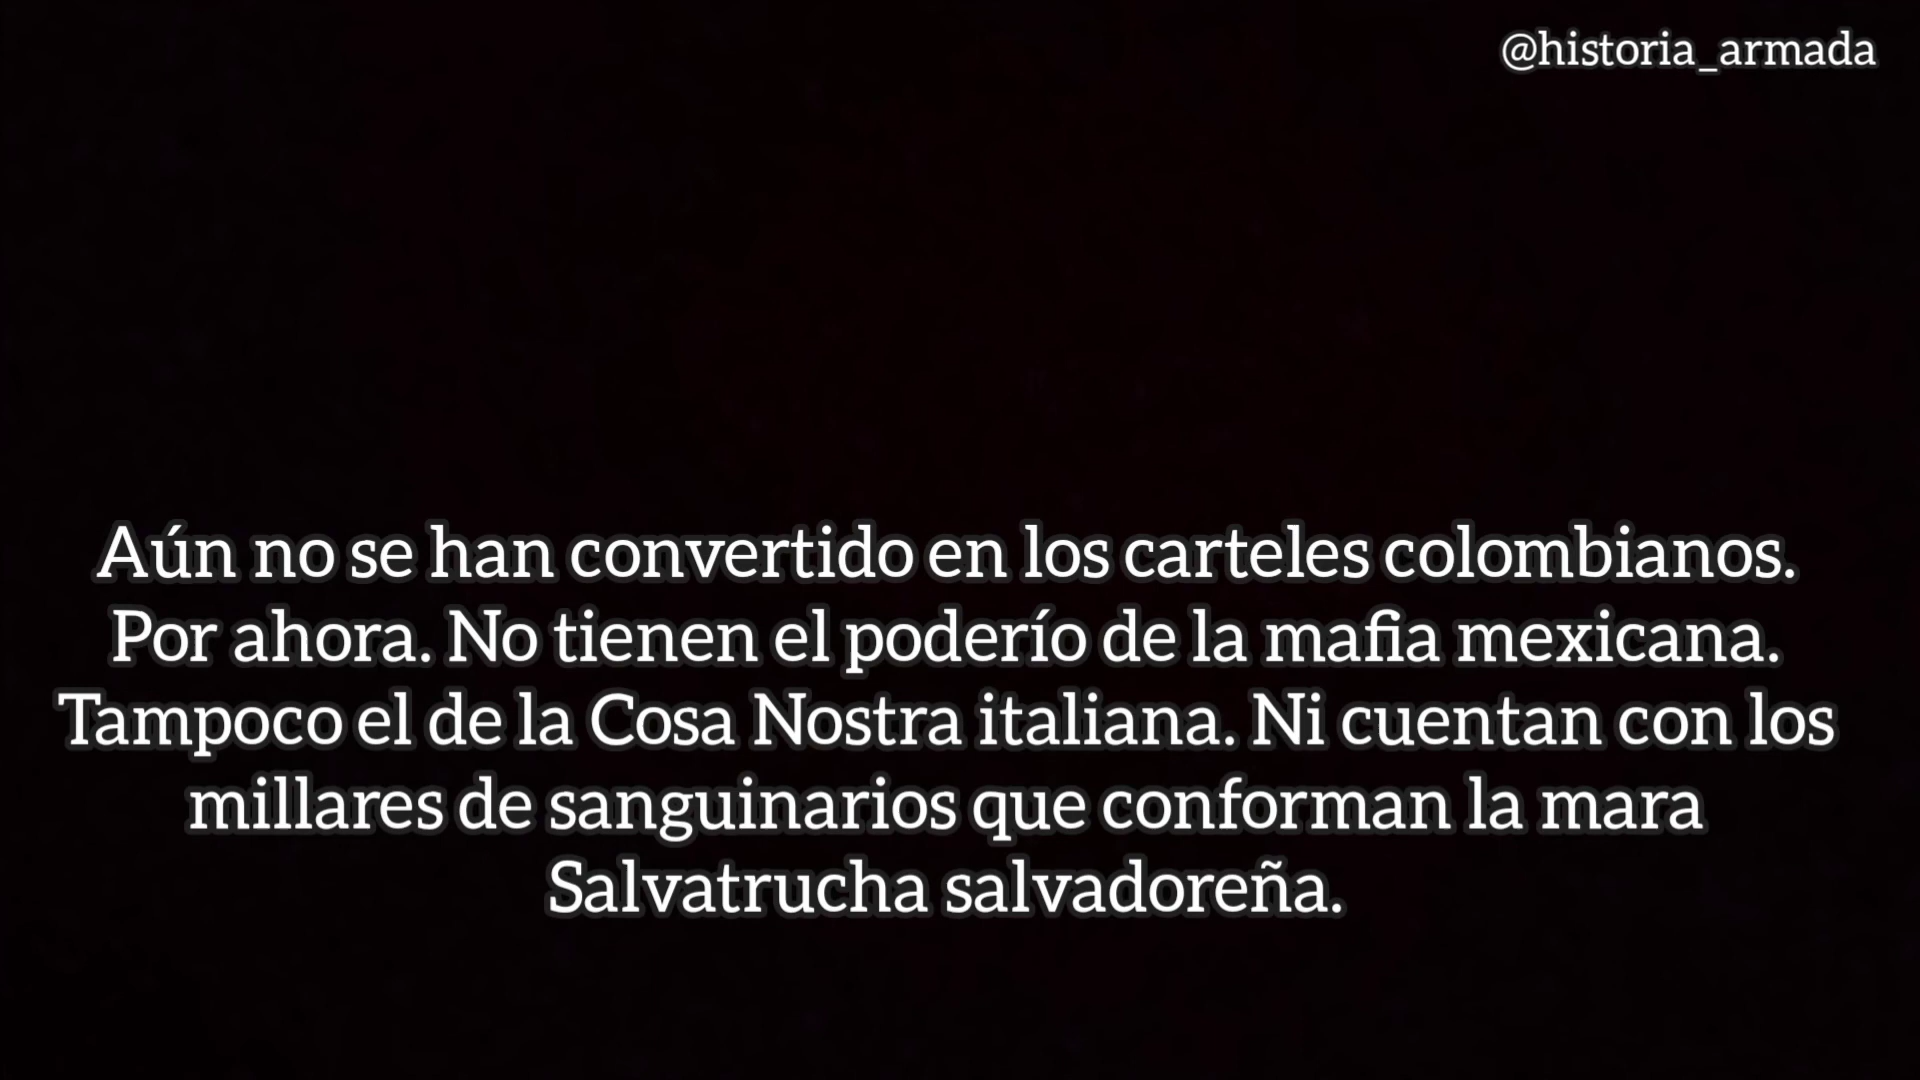 @historia_armada
Aún no se han convertido en los carteles colombianos.
Por ahora. No tienen el poderío de la mafia mexicana.
Tampoco el de la Cosa Nostra italiana. Ni cuentan con los
millares de sanguinarios que conforman la mara
Salvatrucha salvadoreña.